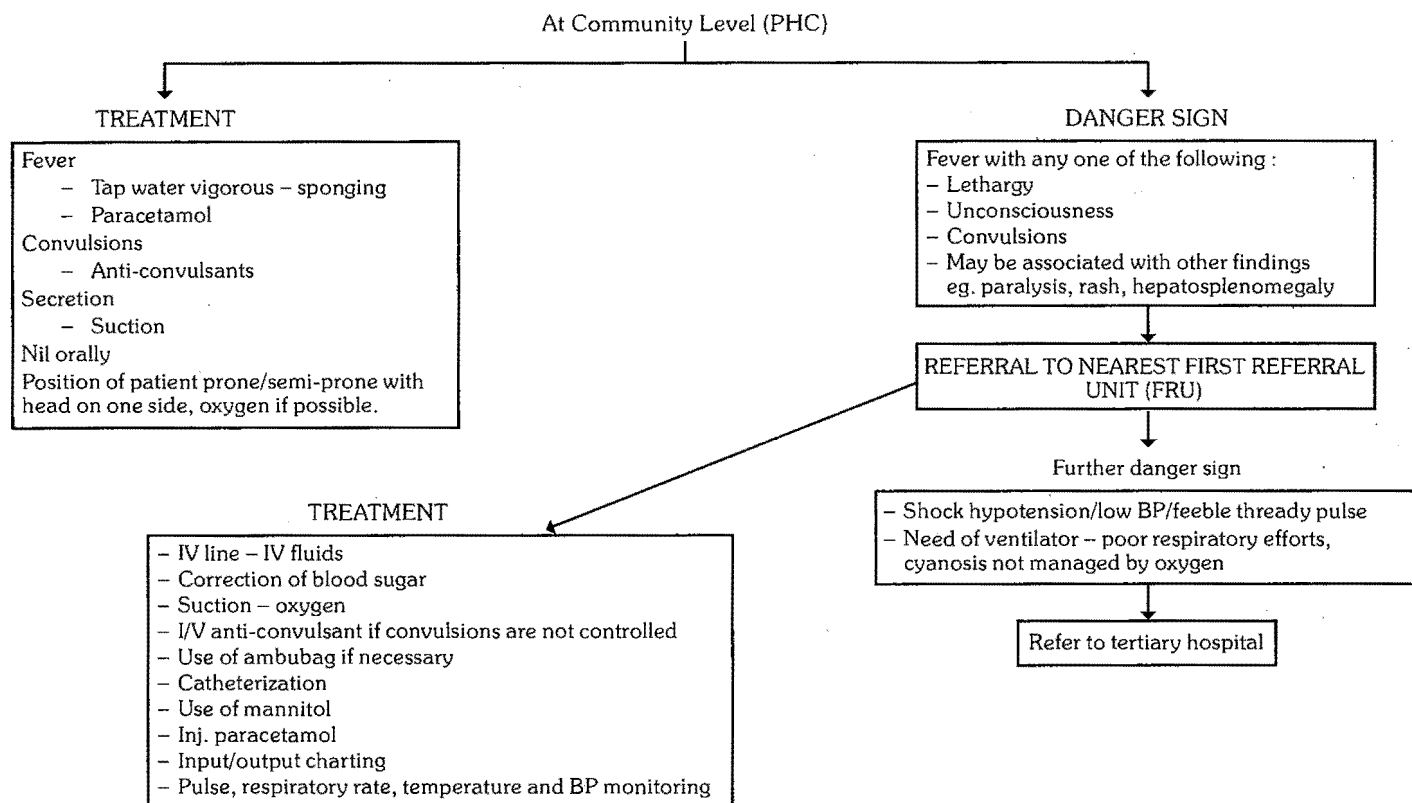 At Community Level (PHC)
TREATMENT
Fever
– Tap water vigorous – sponging
– Paracetamol
Convulsions
– Anti-convulsants
Secretion
– Suction
Nil orally
Position of patient prone/semi-prone with
head on one side, oxygen if possible.
DANGER SIGN
Fever with any one of the following :
– Lethargy
– Unconsciousness
– Convulsions
– May be associated with other findings
eg. paralysis, rash, hepatosplenomegaly
REFERRAL TO NEAREST FIRST REFERRAL
UNIT (FRU)
Further danger sign
– Shock hypotension/low BP/feeble thready pulse
– Need of ventilator – poor respiratory efforts,
cyanosis not managed by oxygen
Refer to tertiary hospital
TREATMENT
– IV line – IV fluids
– Correction of blood sugar
– Suction – oxygen
– I/V anti-convulsant if convulsions are not controlled
– Use of ambubag if necessary
– Catheterization
– Use of mannitol
– Inj. paracetamol
– Input/output charting
– Pulse, respiratory rate, temperature and BP monitoring